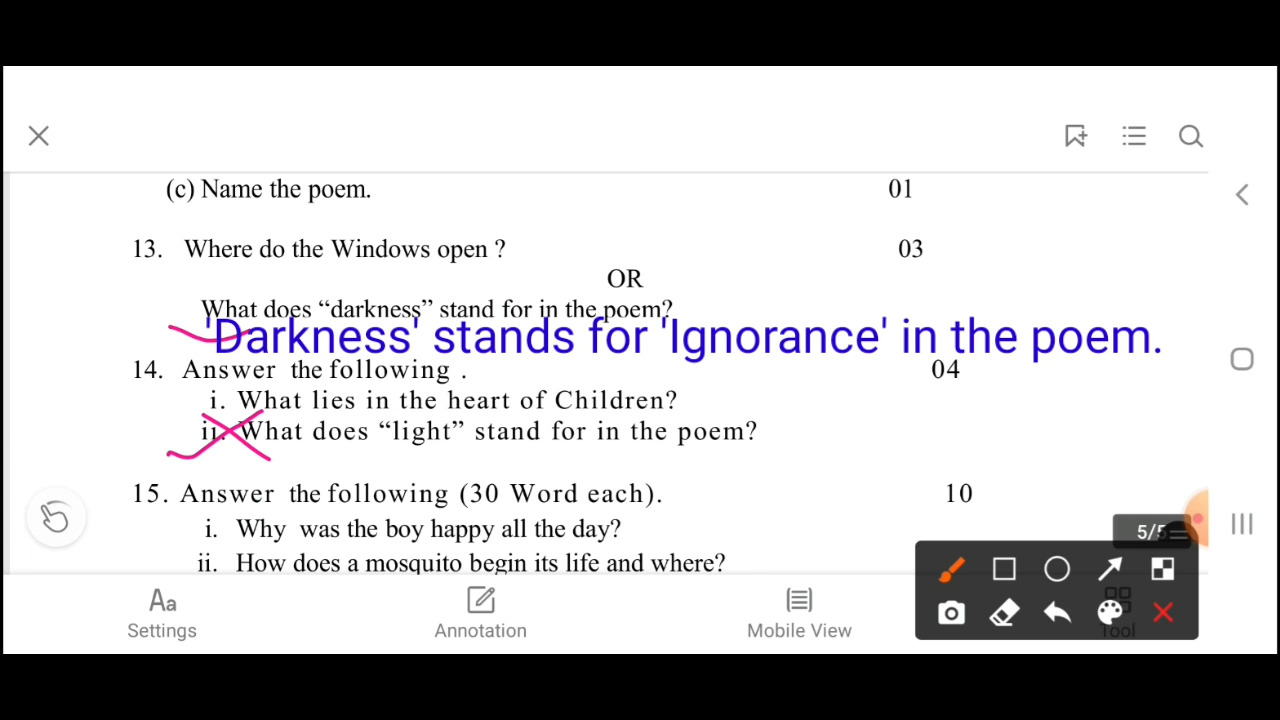 (c) Name the poem. 01
13. Where do the Windows open ? 03
OR
What does “darkness” stand for in the poem?
'Darkness' stands for 'Ignorance' in the poem.
14. Answer the following . 04
i. What lies in the heart of Children?
ii. What does “light” stand for in the poem?
15. Answer the following (30 Word each). 10
i. Why was the boy happy all the day?
ii. How does a mosquito begin its life and where?
5/5
Aa
Settings
Annotation
Mobile View
Tool